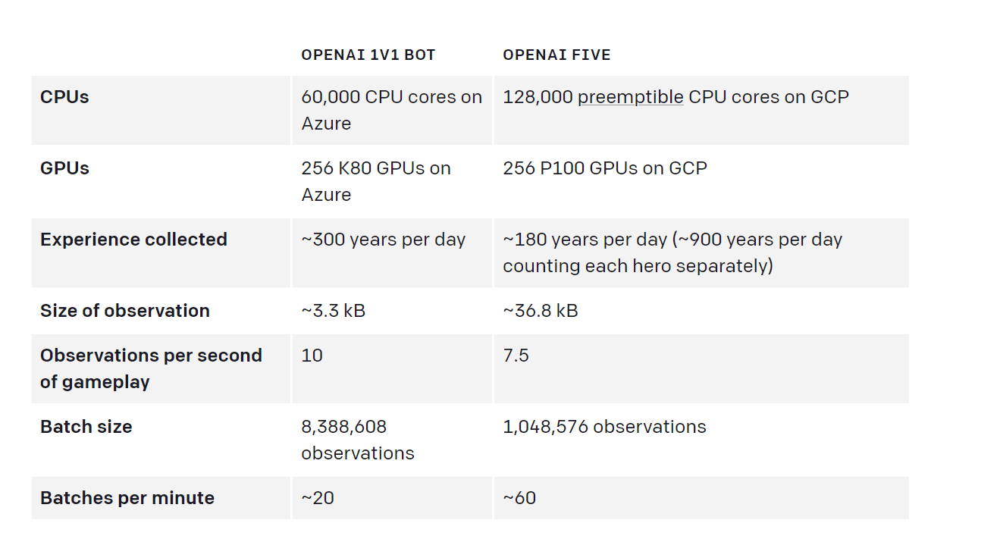 OPENAI 1V1 BOT OPENAI FIVE
CPUs 60,000 CPU cores on 128,000 preemptible CPU cores on GCP
Azure
GPUs 256 K80 GPUs on 256 P100 GPUs on GCP
Azure
Experience collected ~300 years per day ~180 years per day (~900 years per day
counting each hero separately)
Size of observation ~3.3 kB ~36.8 kB
Observations per second 10 7.5
of gameplay
Batch size 8,388,608 1,048,576 observations
observations
Batches per minute ~20 ~60